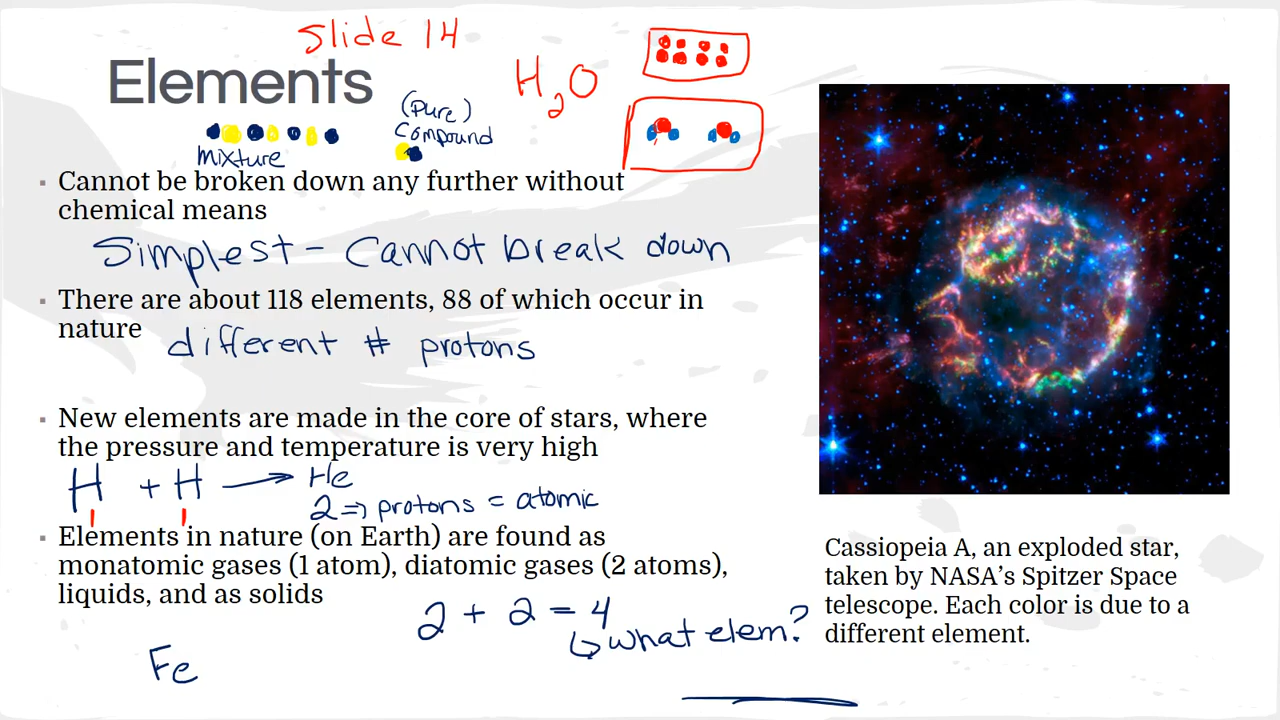 Slide 14
Elements
H₂O
(Pure)
Compound
mixture
▪ Cannot be broken down any further without
chemical means
Simplest - Cannot break down
▪ There are about 118 elements, 88 of which occur in
nature
different # protons
▪ New elements are made in the core of stars, where
the pressure and temperature is very high
H + H → He
1 1
2 ⇒ protons = atomic
▪ Elements in nature (on Earth) are found as
monatomic gases (1 atom), diatomic gases (2 atoms),
liquids, and as solids
2 + 2 = 4
↳ what elem?
Fe
Cassiopeia A, an exploded star,
taken by NASA’s Spitzer Space
telescope. Each color is due to a
different element.